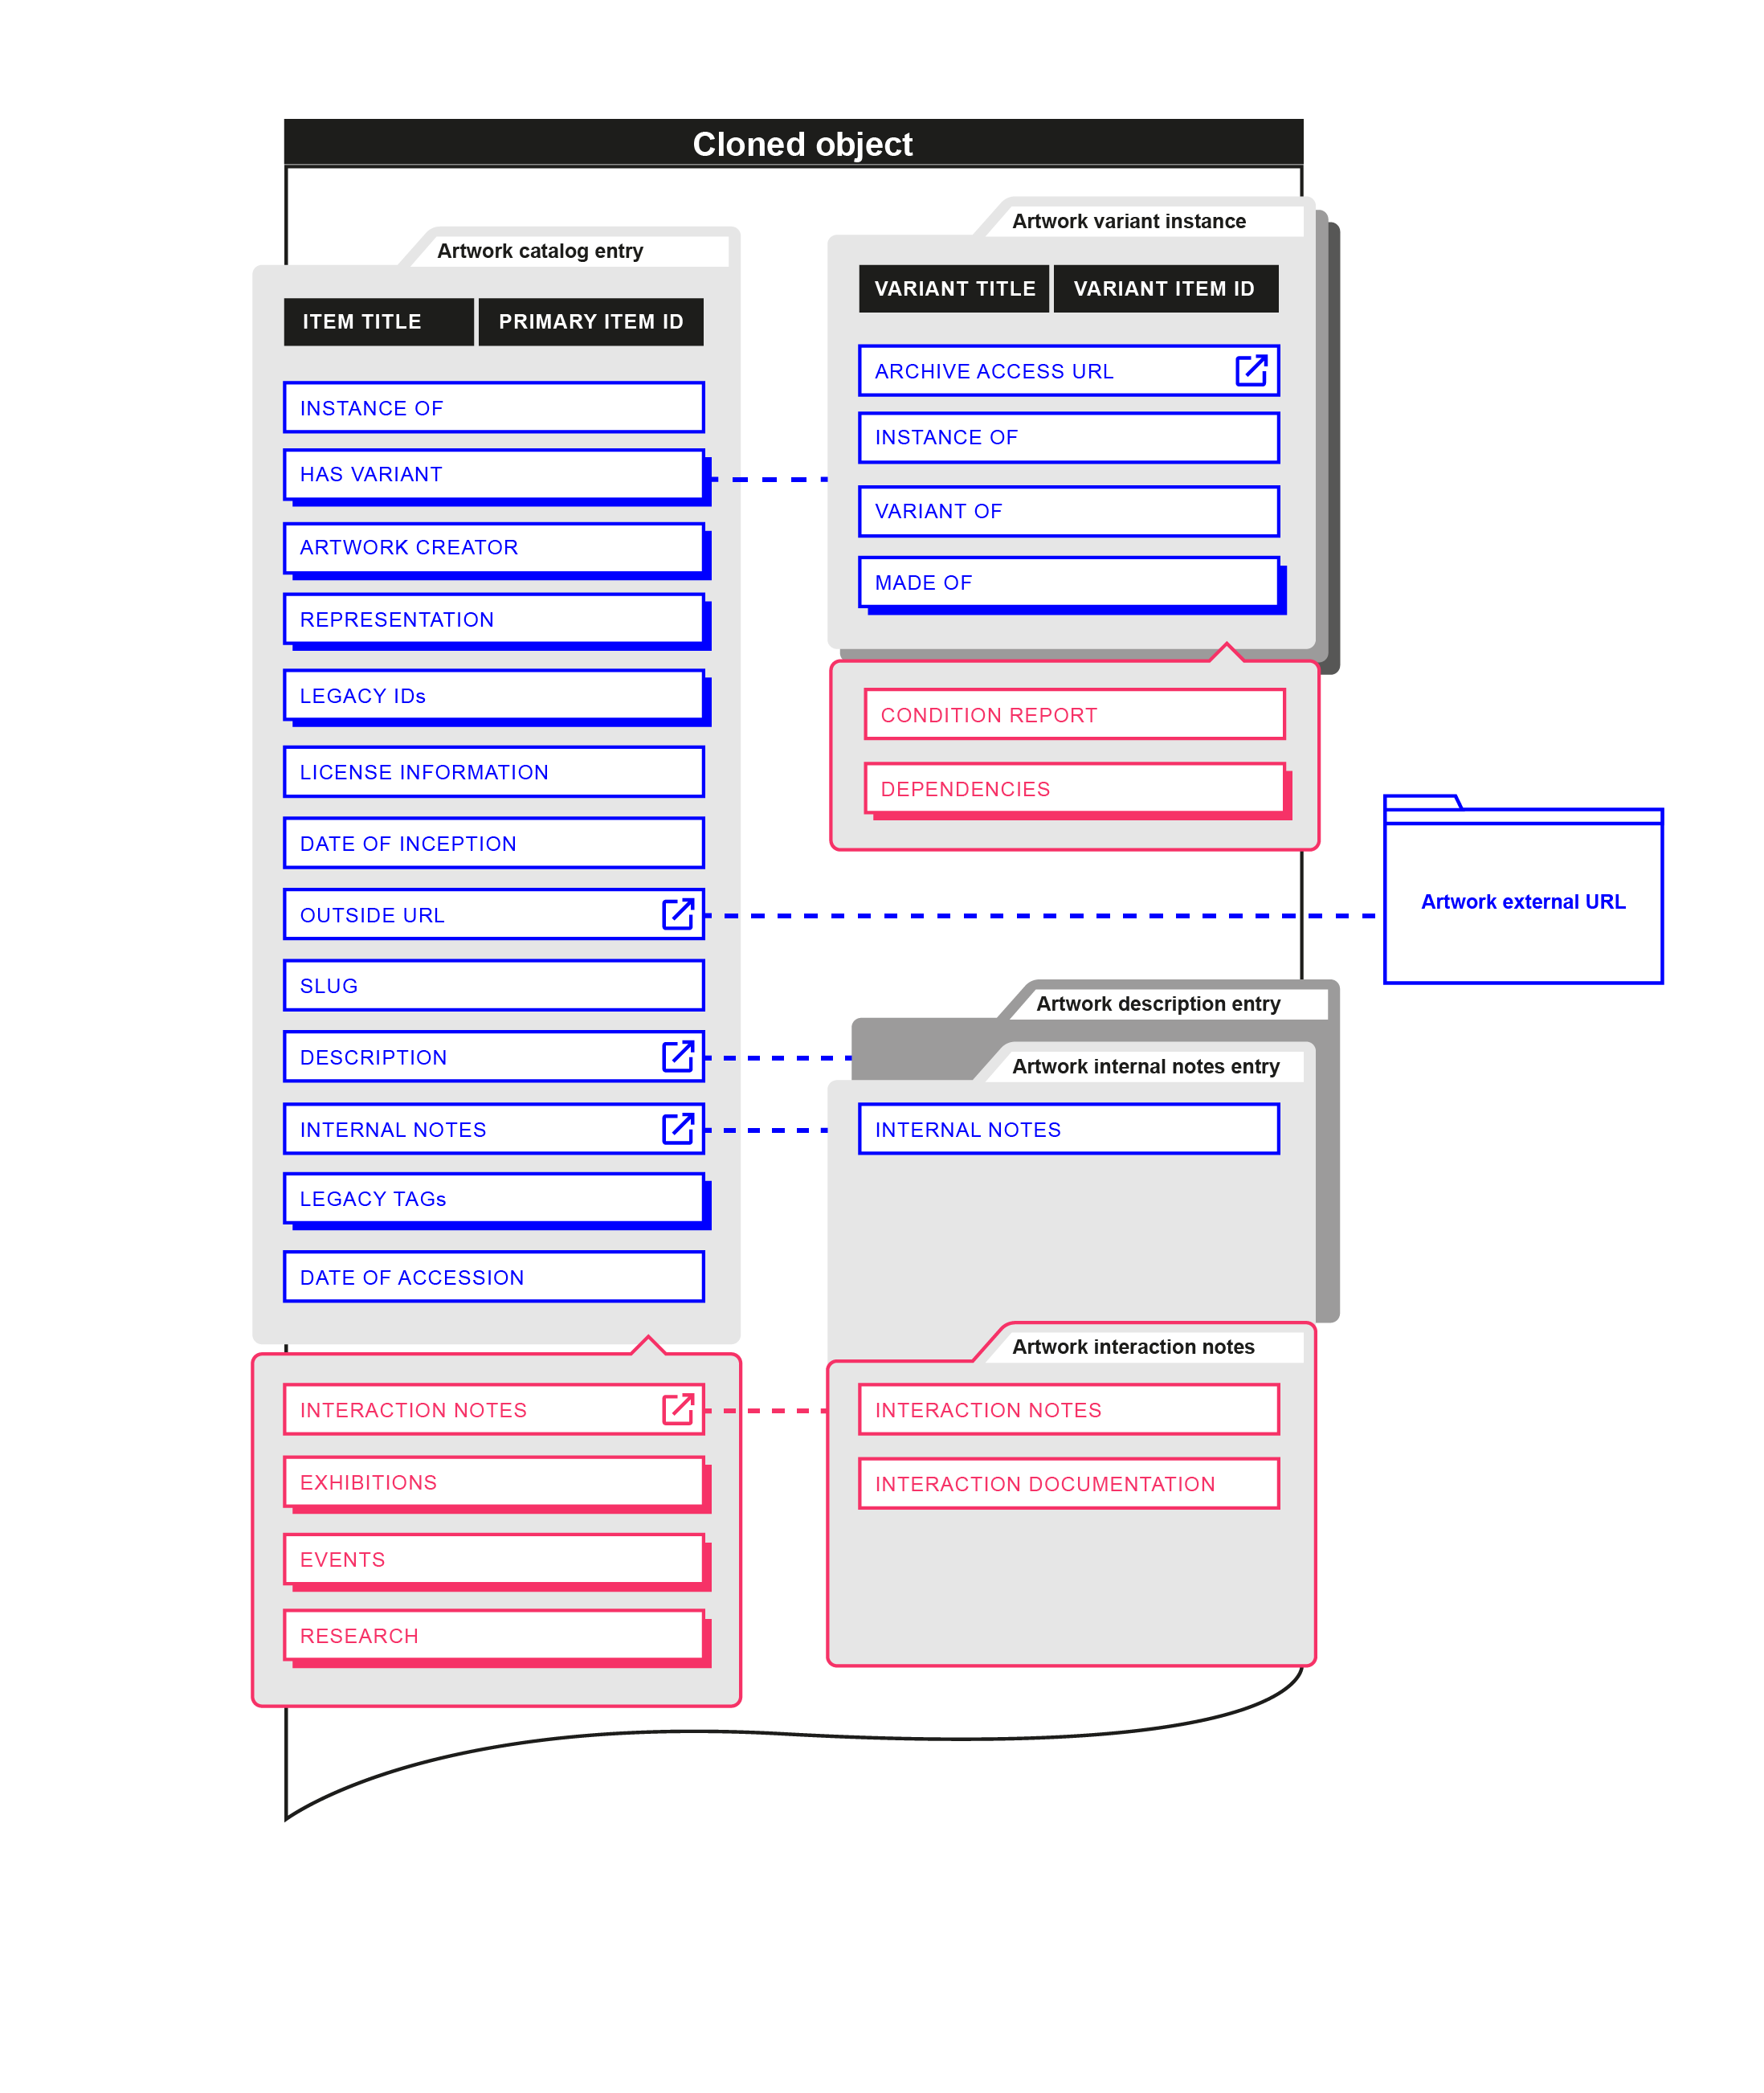 Cloned object
Artwork catalog entry
ITEM TITLE
PRIMARY ITEM ID
INSTANCE OF
HAS VARIANT
ARTWORK CREATOR
REPRESENTATION
LEGACY IDs
LICENSE INFORMATION
DATE OF INCEPTION
OUTSIDE URL
SLUG
DESCRIPTION
INTERNAL NOTES
LEGACY TAGs
DATE OF ACCESSION
INTERACTION NOTES
EXHIBITIONS
EVENTS
RESEARCH
Artwork variant instance
VARIANT TITLE
VARIANT ITEM ID
ARCHIVE ACCESS URL
INSTANCE OF
VARIANT OF
MADE OF
CONDITION REPORT
DEPENDENCIES
Artwork external URL
Artwork description entry
Artwork internal notes entry
INTERNAL NOTES
Artwork interaction notes
INTERACTION NOTES
INTERACTION DOCUMENTATION